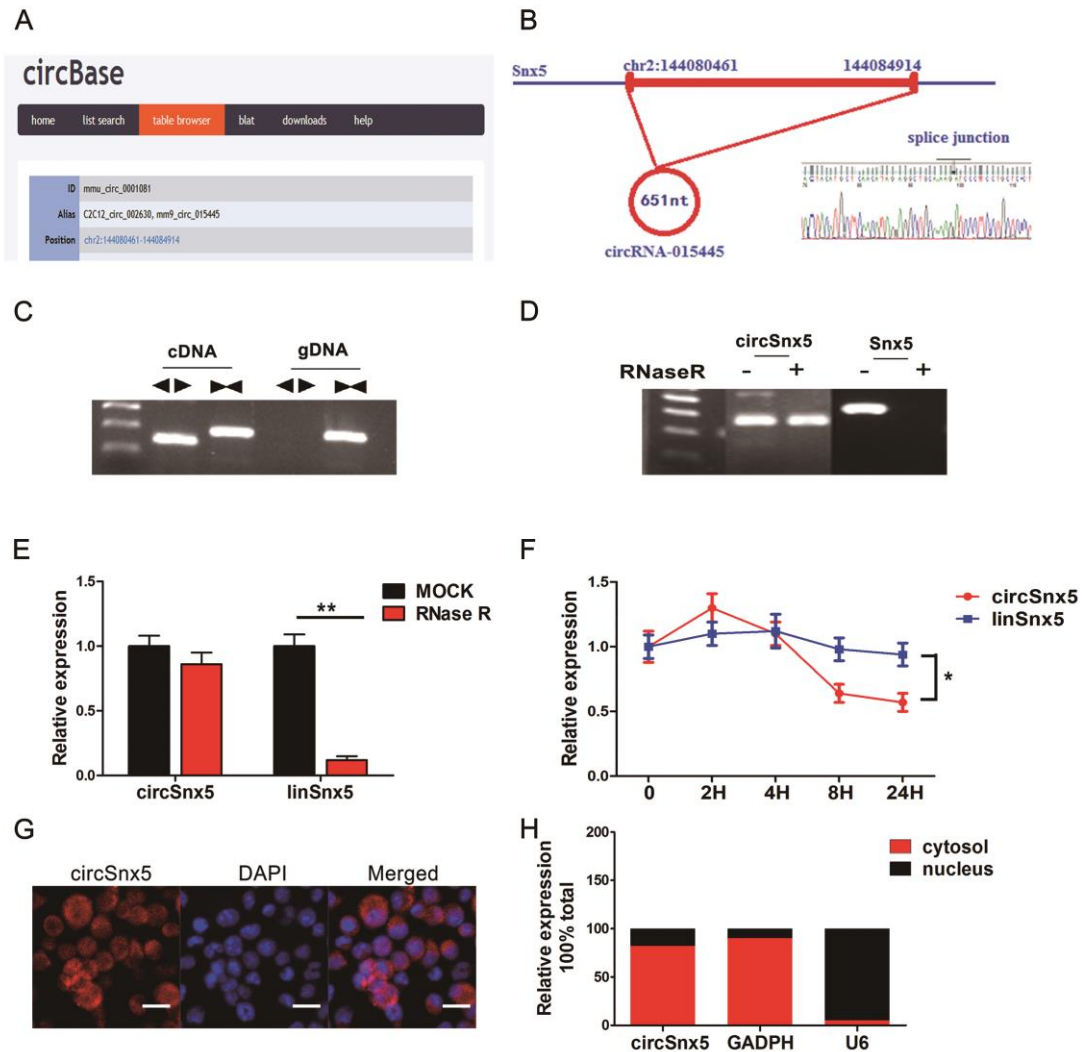 A
circBase
home list search table browser blat downloads help
ID mmu_circ_0001081
Alias C2C12_circ_002630, mm9_circ_015445
Position chr2:144080461-144084914
B
Snx5 chr2:144080461 144084914
splice junction
651nt
circRNA-015445
C
cDNA gDNA
D
circSnx5 Snx5
RNaseR - + - +
E
Relative expression
1.5
1.0
0.5
0.0
circSnx5 linSnx5
**
MOCK
RNase R
F
Relative expression
1.5
1.0
0.5
0.0
0 2H 4H 8H 24H
circSnx5
linSnx5
*
G
circSnx5 DAPI Merged
H
Relative expression
100% total
200
150
100
50
0
circSnx5 GADPH U6
cytosol
nucleus